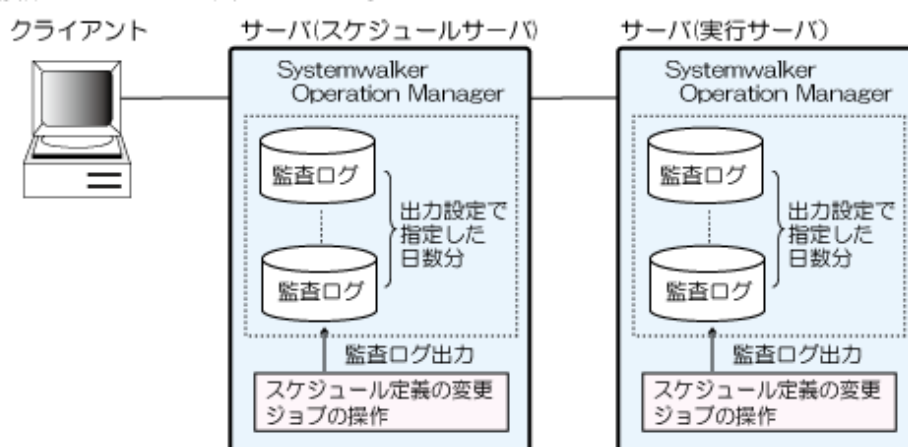 クライアント
サーバ(スケジュールサーバ)
サーバ(実行サーバ)
Systemwalker
Operation Manager
監査ログ
出力設定で
指定した
日数分
監査ログ
監査ログ出力
スケジュール定義の変更
ジョブの操作
Systemwalker
Operation Manager
監査ログ
出力設定で
指定した
日数分
監査ログ
監査ログ出力
スケジュール定義の変更
ジョブの操作